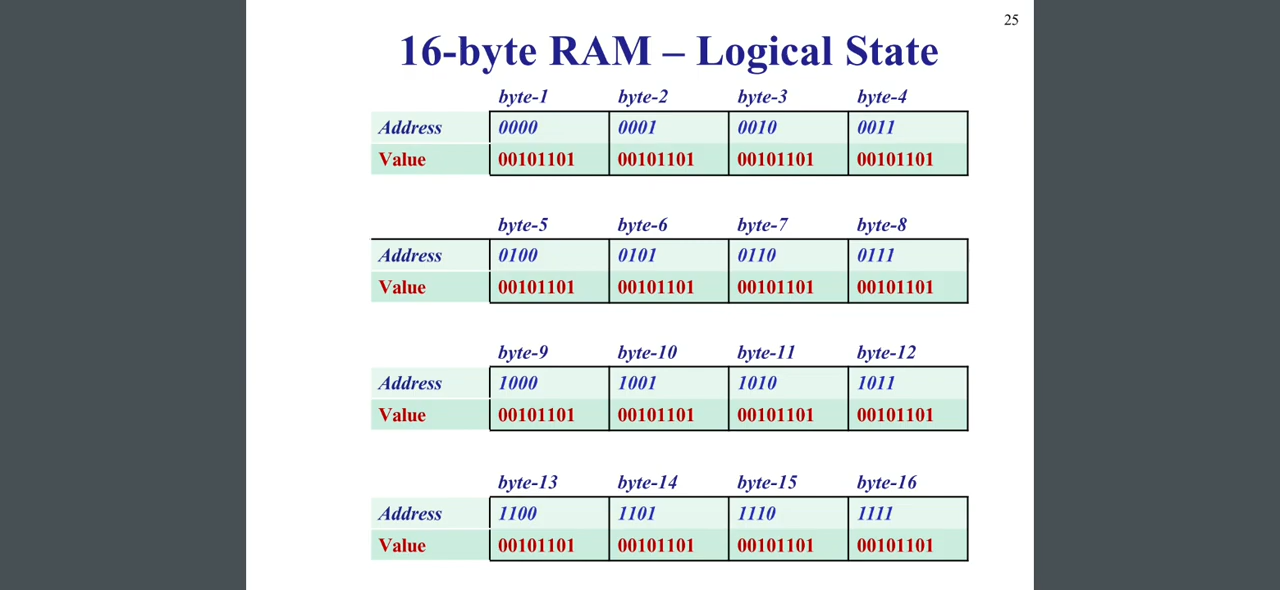 25
16-byte RAM – Logical State
byte-1 byte-2 byte-3 byte-4
Address 0000 0001 0010 0011
Value 00101101 00101101 00101101 00101101
byte-5 byte-6 byte-7 byte-8
Address 0100 0101 0110 0111
Value 00101101 00101101 00101101 00101101
byte-9 byte-10 byte-11 byte-12
Address 1000 1001 1010 1011
Value 00101101 00101101 00101101 00101101
byte-13 byte-14 byte-15 byte-16
Address 1100 1101 1110 1111
Value 00101101 00101101 00101101 00101101